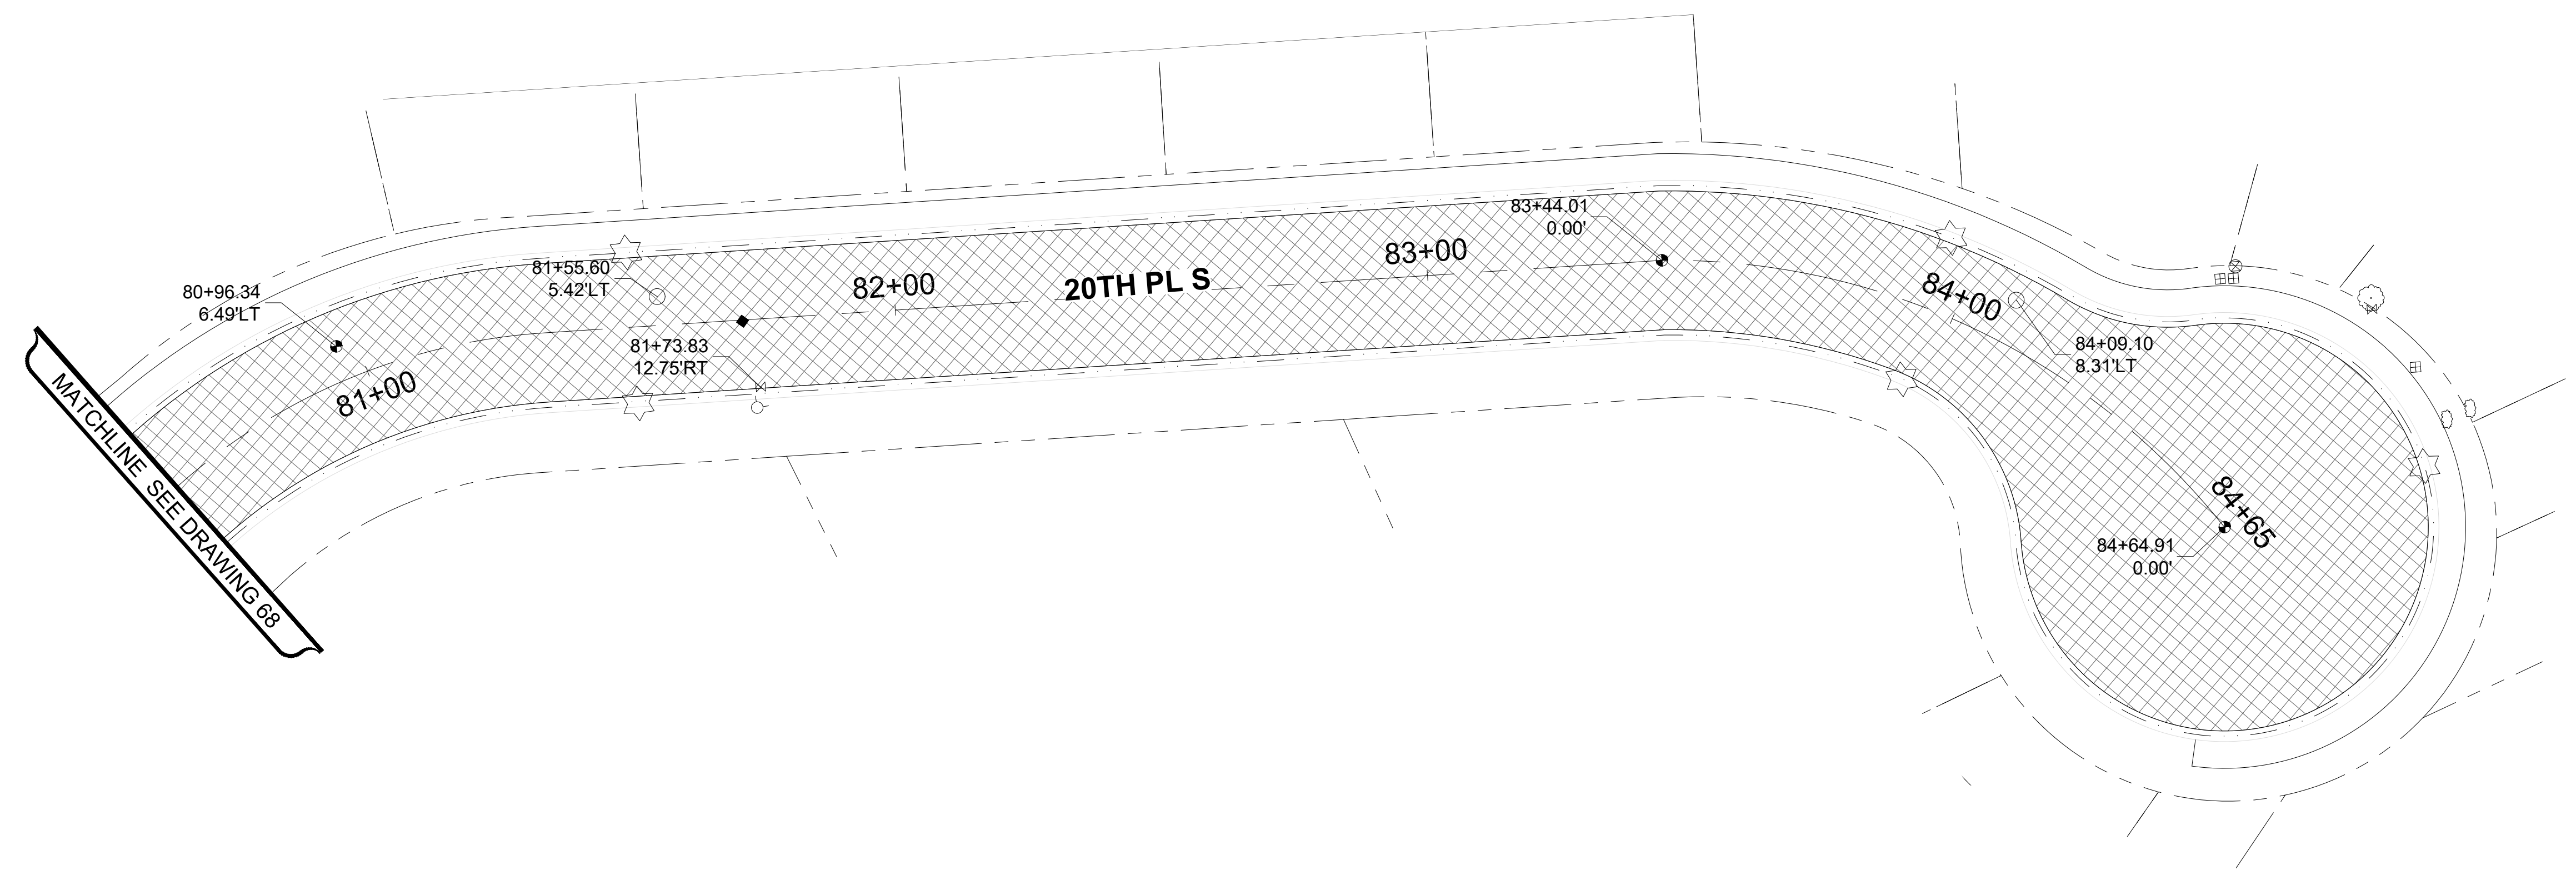 83+44.01
0.00'
83+00
81+55.60
5.42'LT
82+00
20TH PL S
84+00
80+96.34
6.49'LT
81+73.83
12.75'RT
84+09.10
8.31'LT
81+00
MATCHLINE SEE DRAWING 68
84+65
84+64.91
0.00'